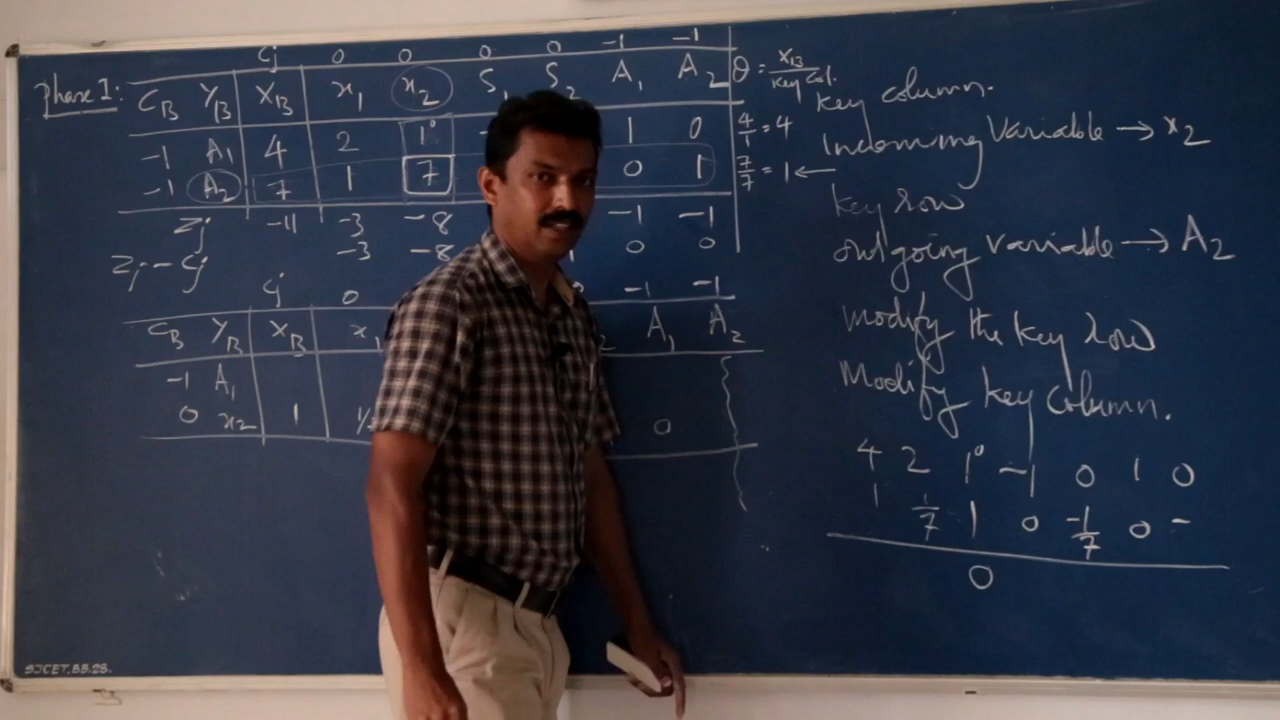 Cj 0 0 0 0 -1 -1
Phase I: CB YB XB x1 x2 S1 S2 A1 A2 θ = XB/Key Col.
-1 A1 4 2 1° - 1 0 4/1 = 4
-1 A2 7 1 7 0 1 7/7 = 1 ←
Zj -11 -3 -8 -1 -1
Zj - Cj -3 -8 0 0
Cj 0 -1 -1
CB YB XB x1 2 A1 A2
-1 A1
0 x2 1 1/ 0
Key column.
Incoming Variable → x2
Key row
outgoing variable → A2
modify the key row
Modify key column.
4 2 1° -1 0 1 0
1 1/7 1 0 -1/7 0 -
0
SJCET.BB.28.